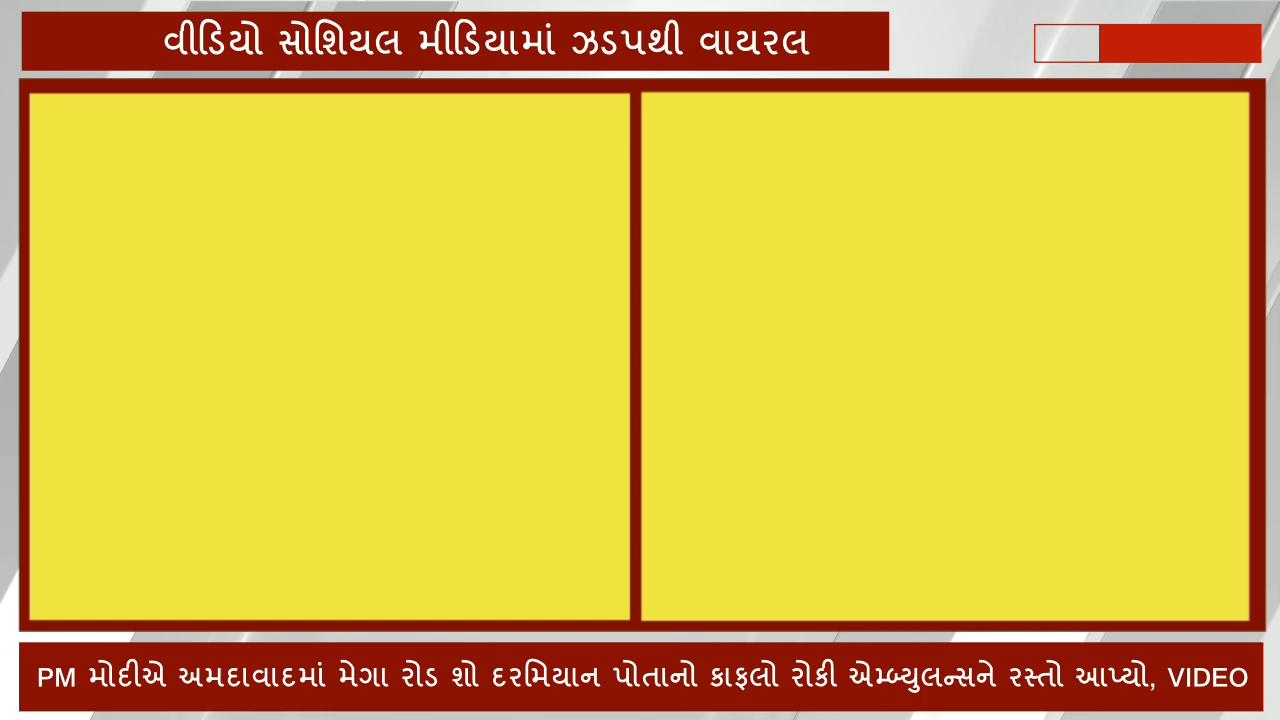 વીડિયો સોશિયલ મીડિયામાં ઝડપથી વાયરલ
PM મોદીએ અમદાવાદમાં મેગા રોડ શો દરમિયાન પોતાનો કાફલો રોકી એમ્બ્યુલન્સને રસ્તો આપ્યો, VIDEO